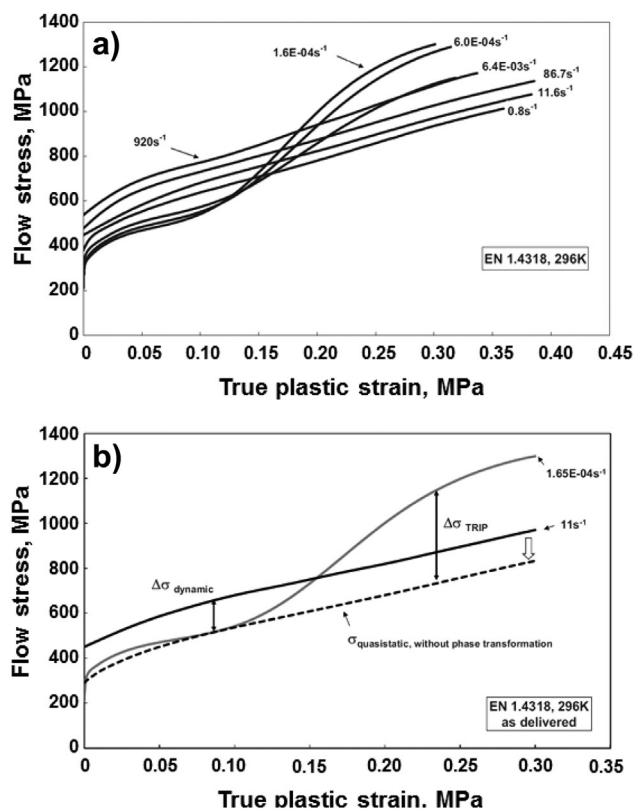 a)
Flow stress, MPa
1400
1200
1000
800
600
400
200
0
1.6E-04s⁻¹
6.0E-04s⁻¹
6.4E-03s⁻¹
86.7s⁻¹
11.6s⁻¹
0.8s⁻¹
920s⁻¹
EN 1.4318, 296K
0 0.05 0.10 0.15 0.20 0.25 0.30 0.35 0.40 0.45
True plastic strain, MPa
b)
Flow stress, MPa
1400
1200
1000
800
600
400
200
0
1.65E-04s⁻¹
Δσ TRIP
11s⁻¹
Δσ dynamic
σquasistatic, without phase transformation
EN 1.4318, 296K
as delivered
0 0.05 0.10 0.15 0.20 0.25 0.30 0.35
True plastic strain, MPa